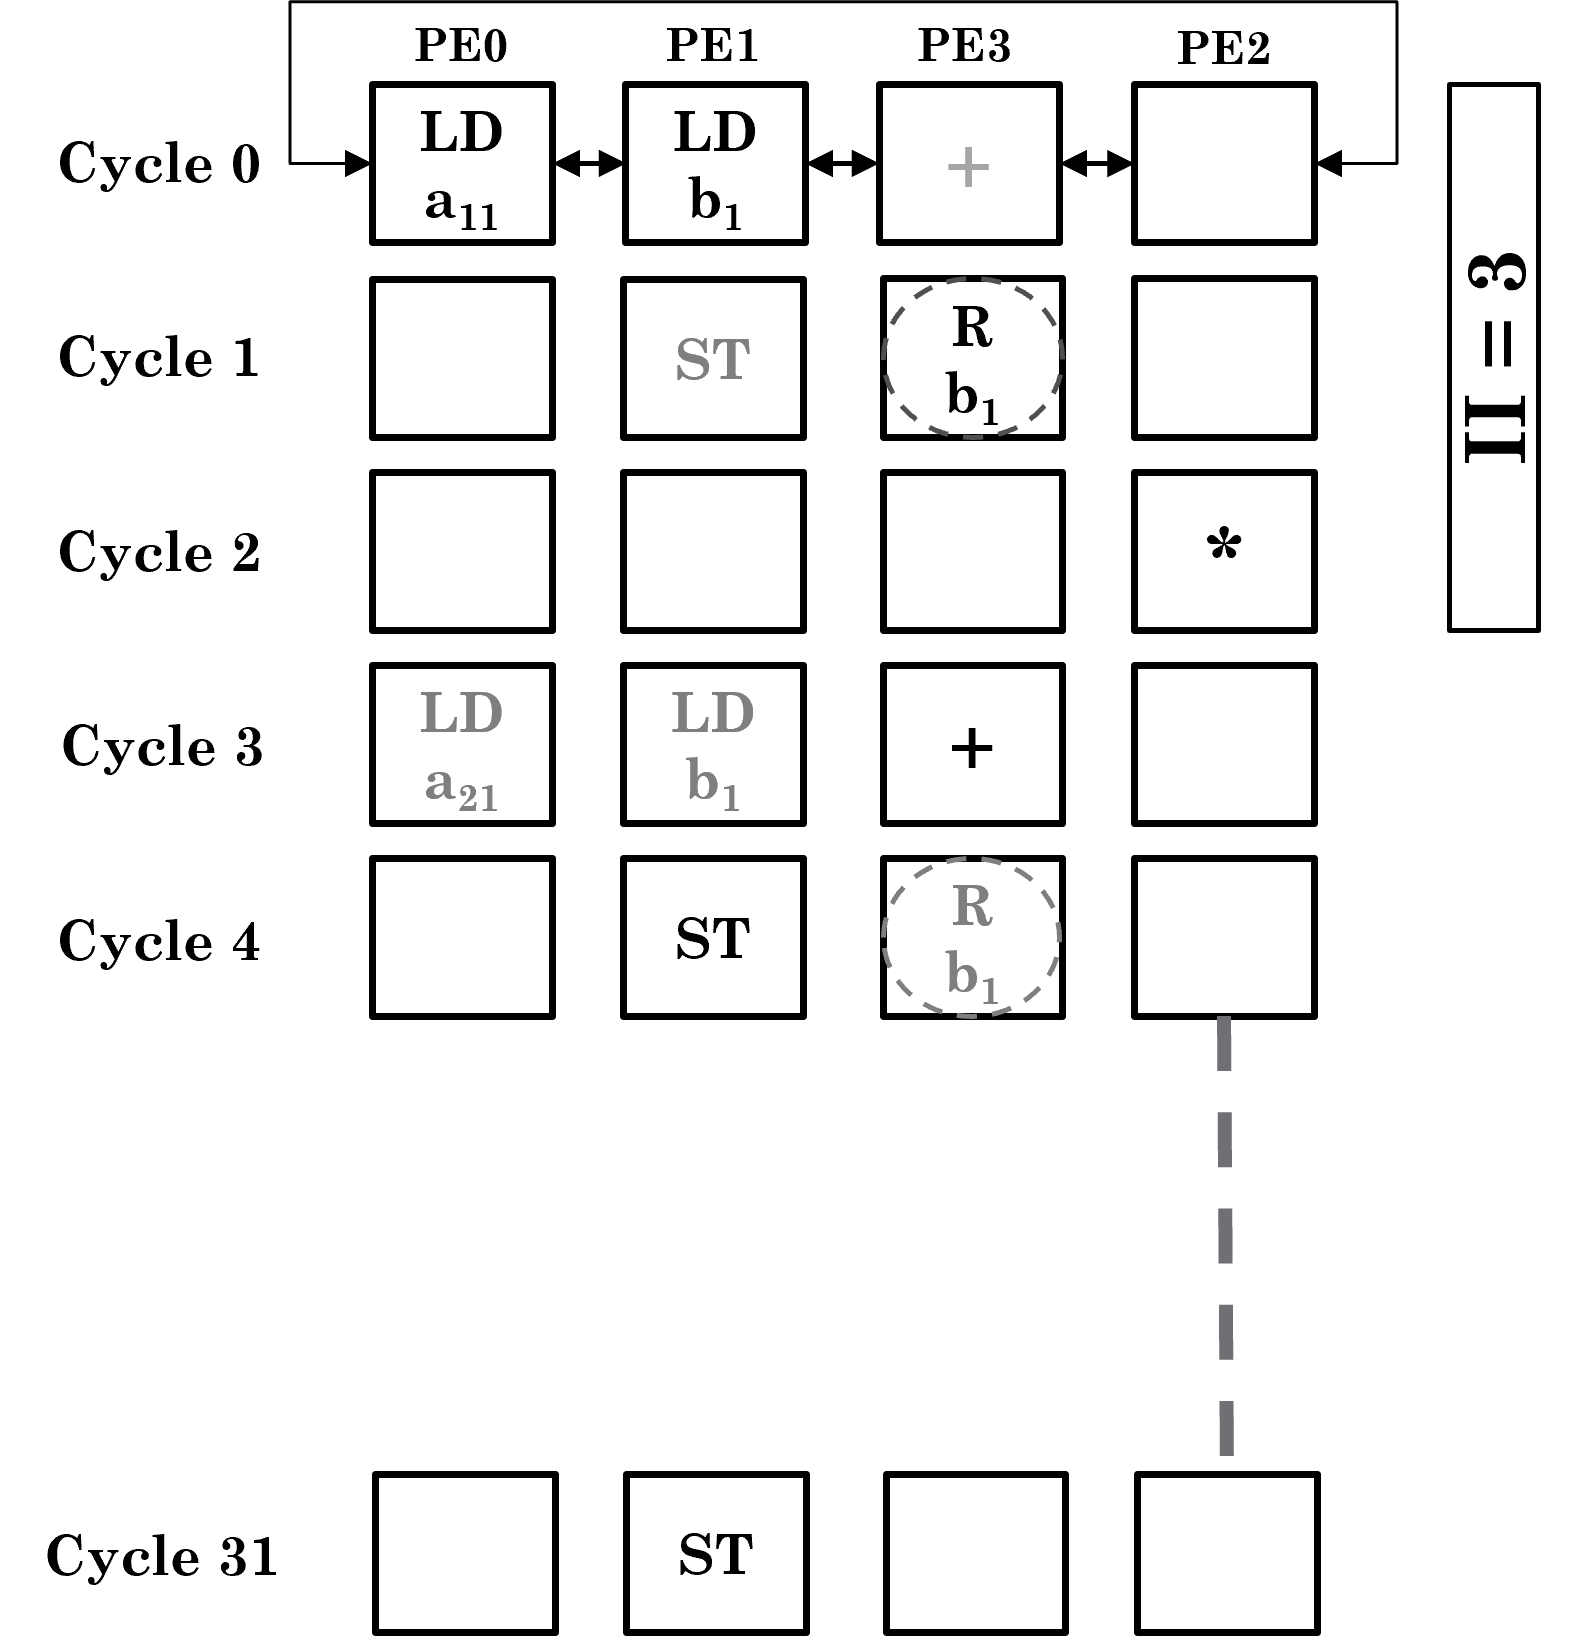 PE0 PE1 PE3 PE2
Cycle 0
LD
a₁₁
LD
b₁
+
II = 3
Cycle 1
ST
R
b₁
Cycle 2
*
Cycle 3
LD
a₂₁
LD
b₁
+
Cycle 4
ST
R
b₁
Cycle 31
ST